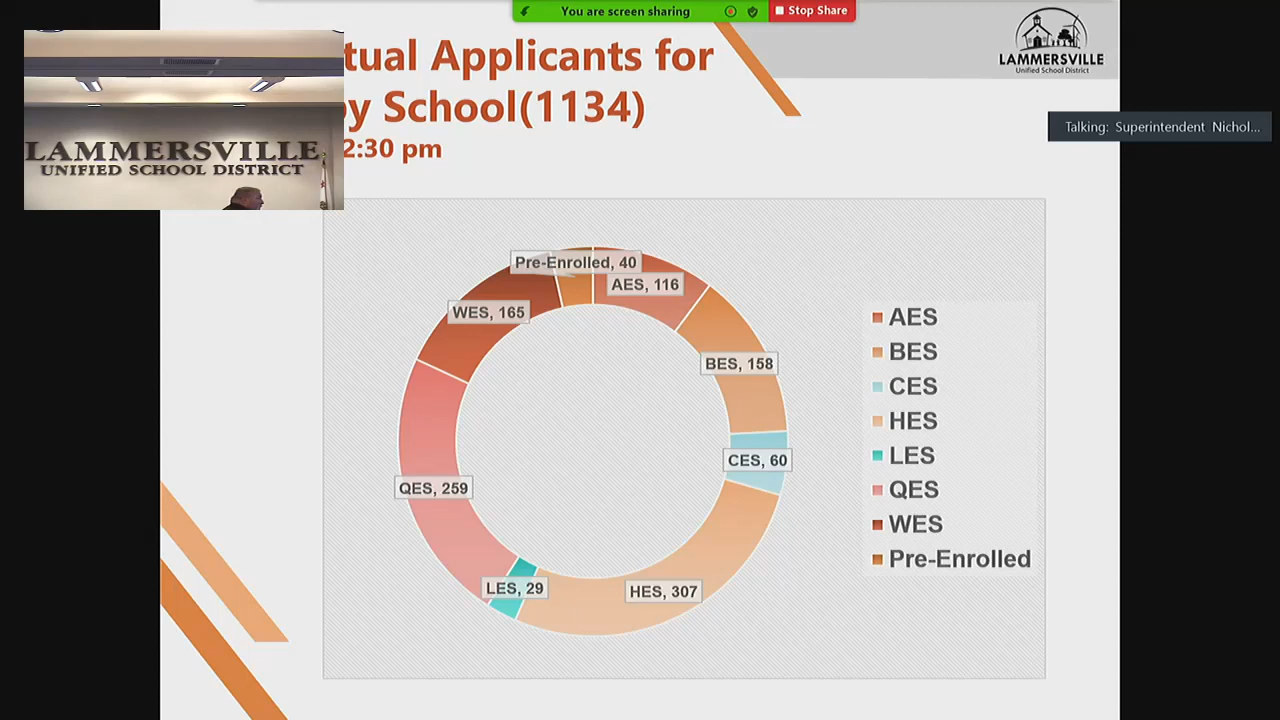 You are screen sharing
Stop Share
tual Applicants for
by School(1134)
2:30 pm
LAMMERSVILLE
Unified School District
LAMMERSVILLE
UNIFIED SCHOOL DISTRICT
Talking: Superintendent Nichol...
Pre-Enrolled, 40
AES, 116
WES, 165
BES, 158
CES, 60
QES, 259
LES, 29
HES, 307
AES
BES
CES
HES
LES
QES
WES
Pre-Enrolled